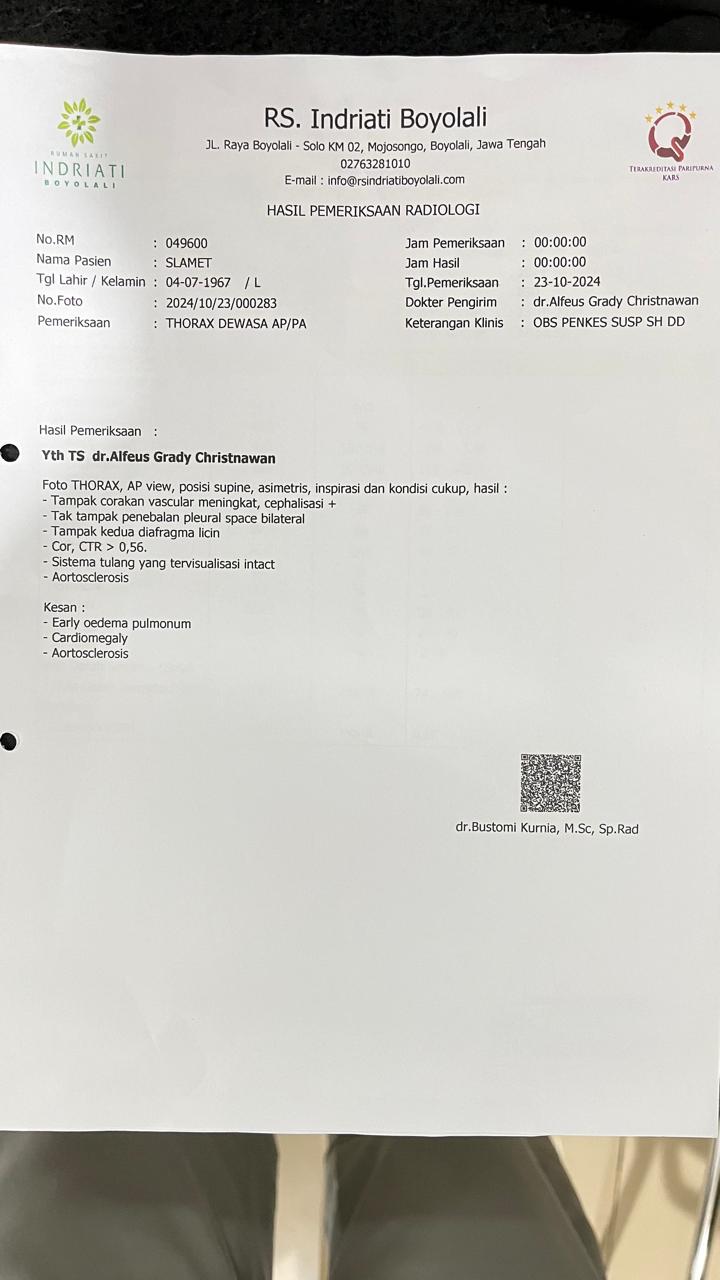 RUMAH SAKIT
INDRIATI
BOYOLALI
RS. Indriati Boyolali
JL. Raya Boyolali - Solo KM 02, Mojosongo, Boyolali, Jawa Tengah
02763281010
E-mail : info@rsindriatiboyolali.com
TERAKREDITASI PARIPURNA
KARS
HASIL PEMERIKSAAN RADIOLOGI
No.RM : 049600 Jam Pemeriksaan : 00:00:00
Nama Pasien : SLAMET Jam Hasil : 00:00:00
Tgl Lahir / Kelamin : 04-07-1967 / L Tgl.Pemeriksaan : 23-10-2024
No.Foto : 2024/10/23/000283 Dokter Pengirim : dr.Alfeus Grady Christnawan
Pemeriksaan : THORAX DEWASA AP/PA Keterangan Klinis : OBS PENKES SUSP SH DD
Hasil Pemeriksaan :
Yth TS dr.Alfeus Grady Christnawan
Foto THORAX, AP view, posisi supine, asimetris, inspirasi dan kondisi cukup, hasil :
- Tampak corakan vascular meningkat, cephalisasi +
- Tak tampak penebalan pleural space bilateral
- Tampak kedua diafragma licin
- Cor, CTR > 0,56.
- Sistema tulang yang tervisualisasi intact
- Aortosclerosis
Kesan :
- Early oedema pulmonum
- Cardiomegaly
- Aortosclerosis
dr.Bustomi Kurnia, M.Sc, Sp.Rad